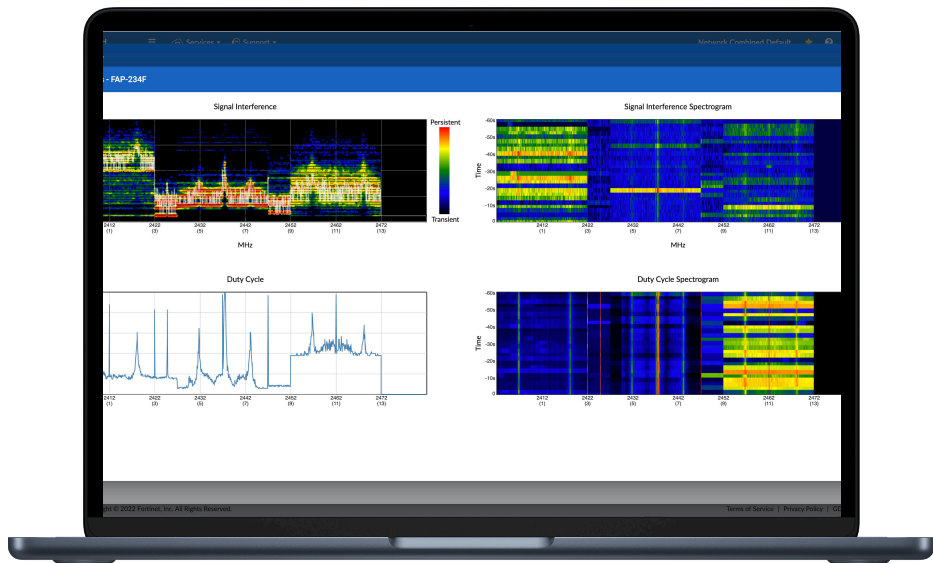 Services Support Network Combined Default
- FAP-234F
Signal Interference
Persistent
Transient
2412 2422 2432 2442 2452 2462 2472
(1) (3) (5) (7) (9) (11) (13)
MHz
Signal Interference Spectrogram
Time
-60s
-50s
-40s
-30s
-20s
-10s
0
2412 2422 2432 2442 2452 2462 2472
(1) (3) (5) (7) (9) (11) (13)
MHz
Duty Cycle
2412 2422 2432 2442 2452 2462 2472
(1) (3) (5) (7) (9) (11) (13)
Duty Cycle Spectrogram
Time
-60s
-50s
-40s
-30s
-20s
-10s
0
2412 2422 2432 2442 2452 2462 2472
(1) (3) (5) (7) (9) (11) (13)
© 2022 Fortinet, Inc. All Rights Reserved.
Terms of Service | Privacy Policy |